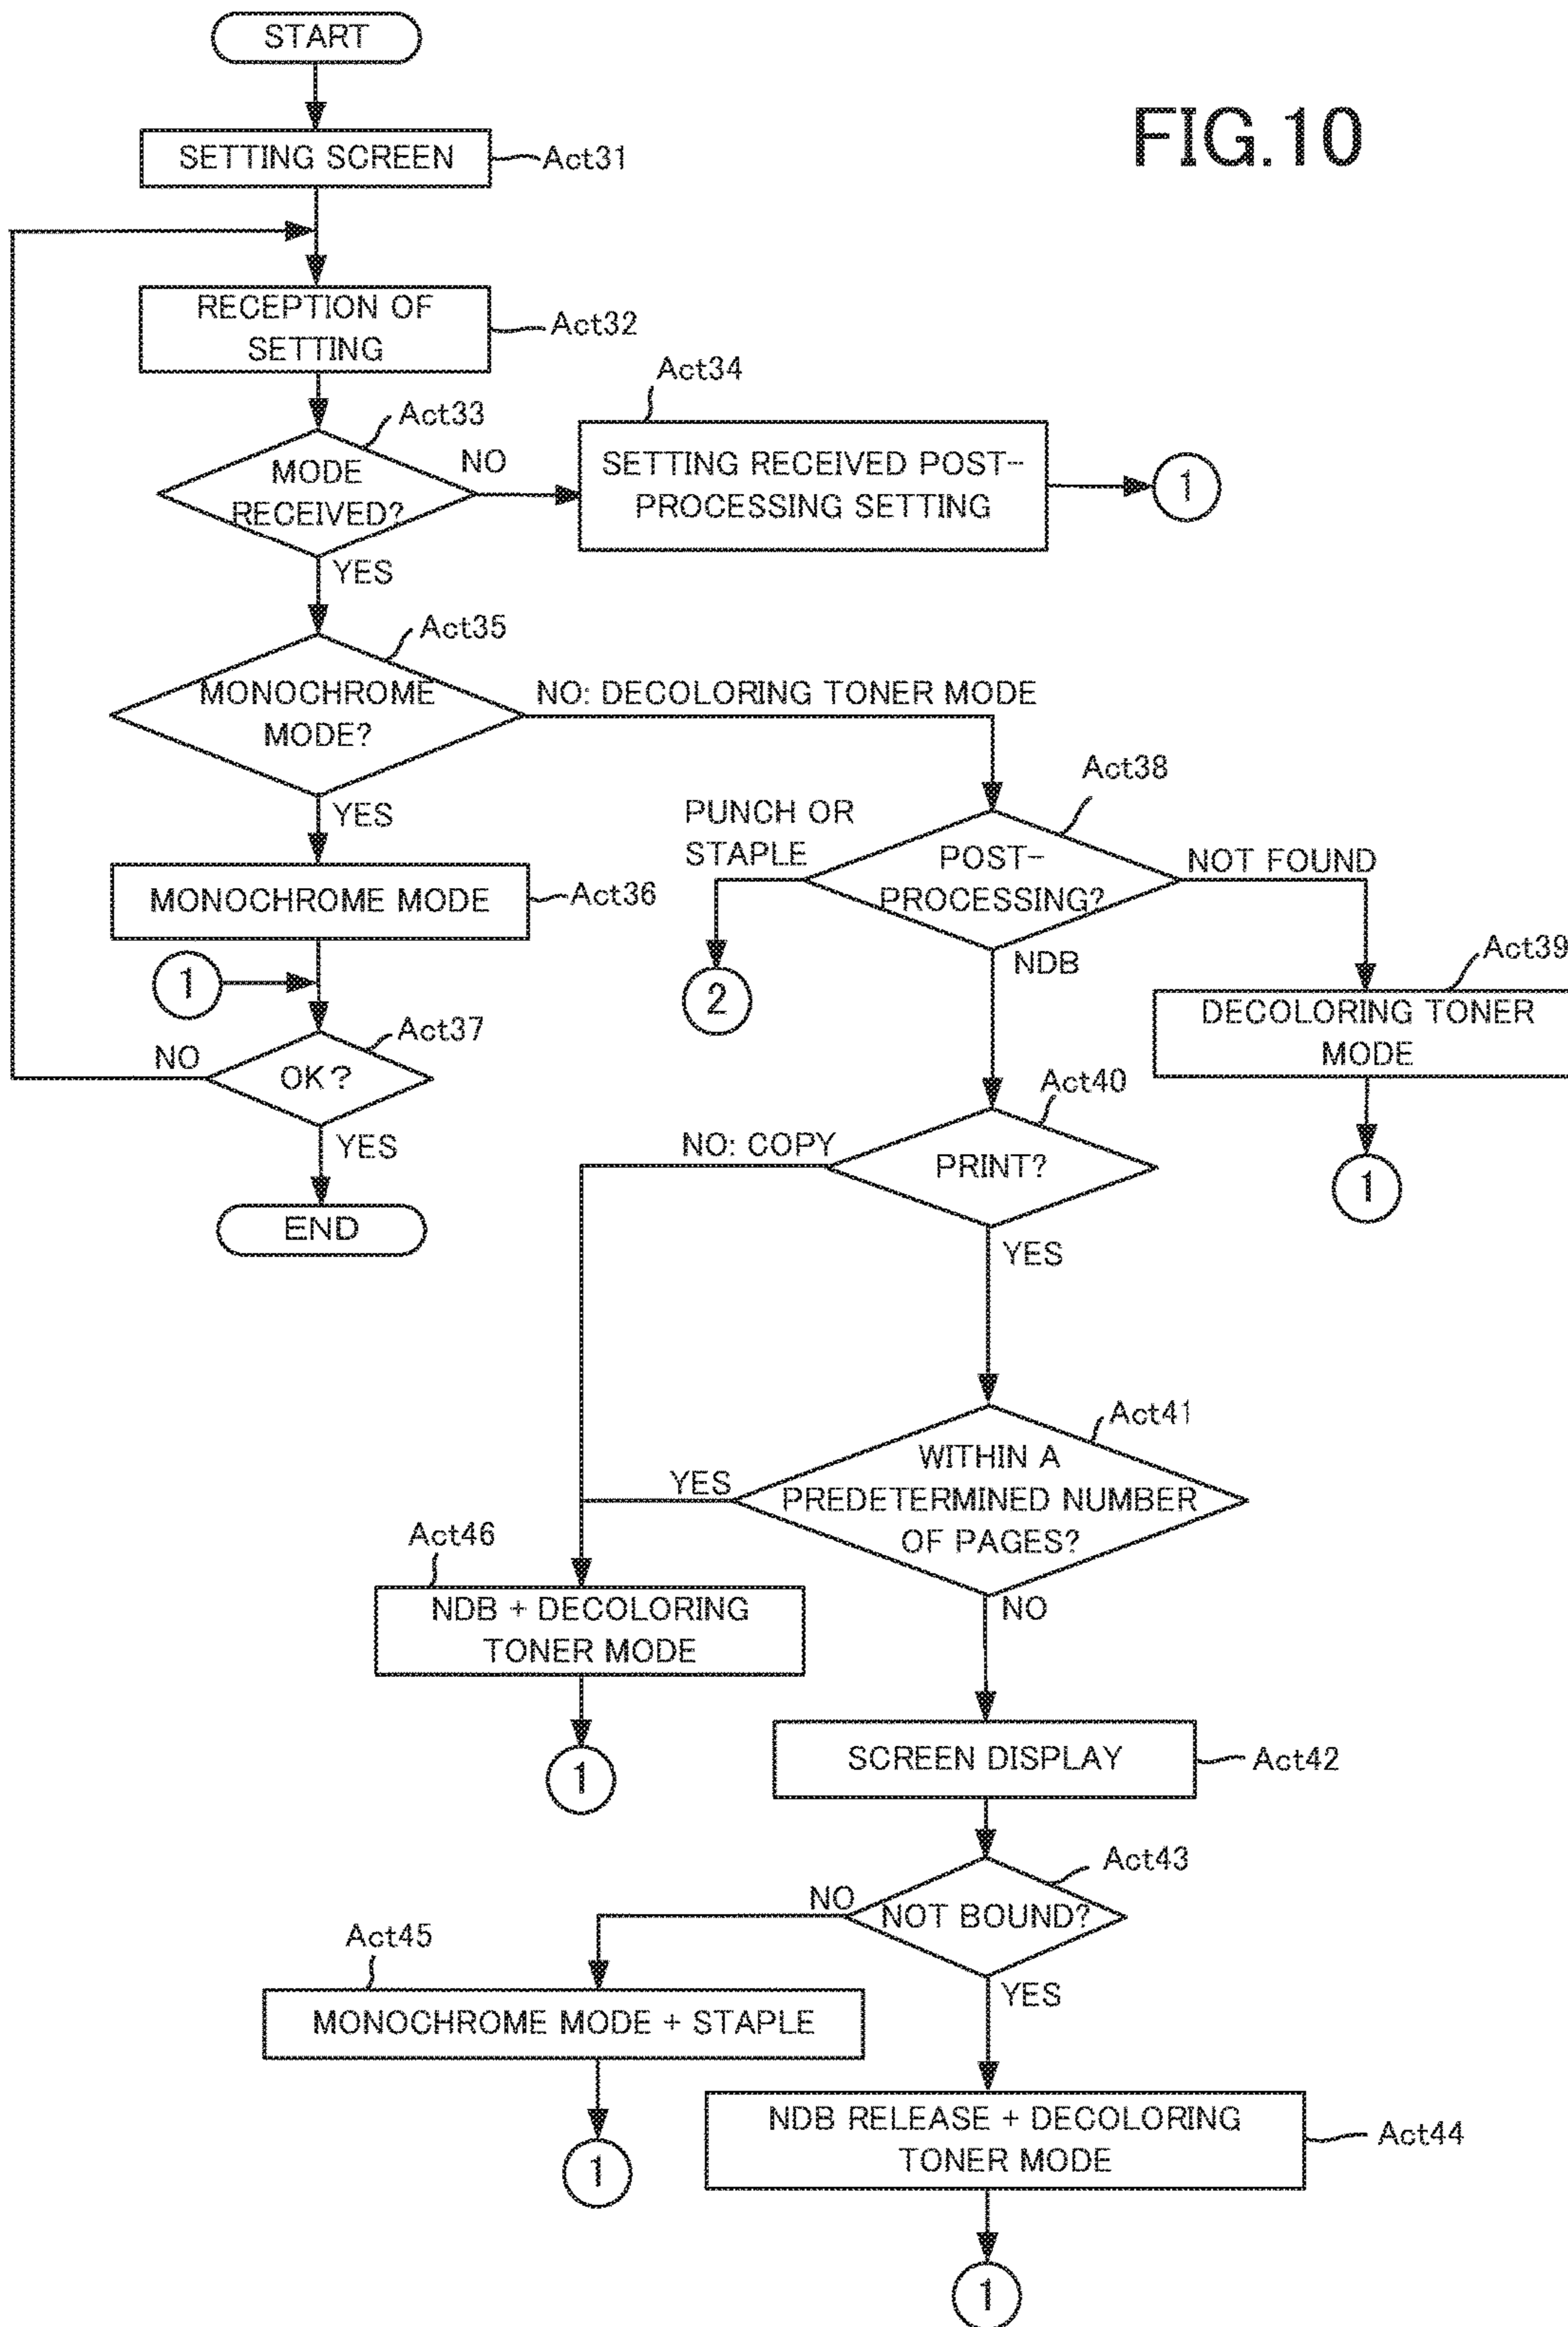 START
FIG.10
SETTING SCREEN
Act31
RECEPTION OF
SETTING
Act32
Act33
MODE
RECEIVED?
NO
YES
Act34
SETTING RECEIVED POST-
PROCESSING SETTING
1
Act35
MONOCHROME
MODE?
NO: DECOLORING TONER MODE
YES
MONOCHROME MODE
Act36
1
Act37
OK?
NO
YES
END
Act38
POST-
PROCESSING?
PUNCH OR
STAPLE
2
NOT FOUND
NDB
Act39
DECOLORING TONER
MODE
1
Act40
PRINT?
NO: COPY
YES
Act41
WITHIN A
PREDETERMINED NUMBER
OF PAGES?
YES
NO
Act46
NDB + DECOLORING
TONER MODE
1
SCREEN DISPLAY
Act42
Act43
NOT BOUND?
NO
YES
Act45
MONOCHROME MODE + STAPLE
1
NDB RELEASE + DECOLORING
TONER MODE
Act44
1